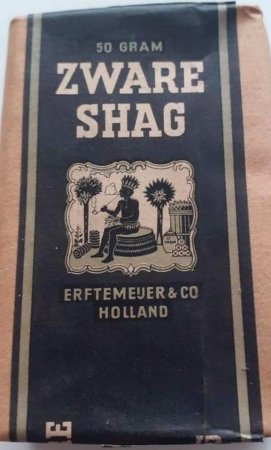 50 GRAM
ZWARE
SHAG
ERFTEMEIJER & CO
HOLLAND